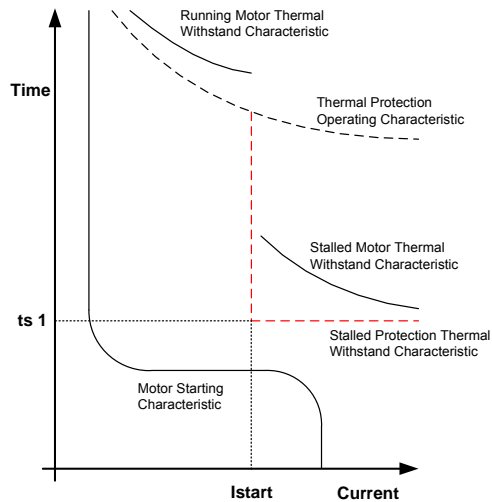 Running Motor Thermal
Withstand Characteristic
Time
Thermal Protection
Operating Characteristic
Stalled Motor Thermal
Withstand Characteristic
ts 1
Stalled Protection Thermal
Withstand Characteristic
Motor Starting
Characteristic
Istart
Current